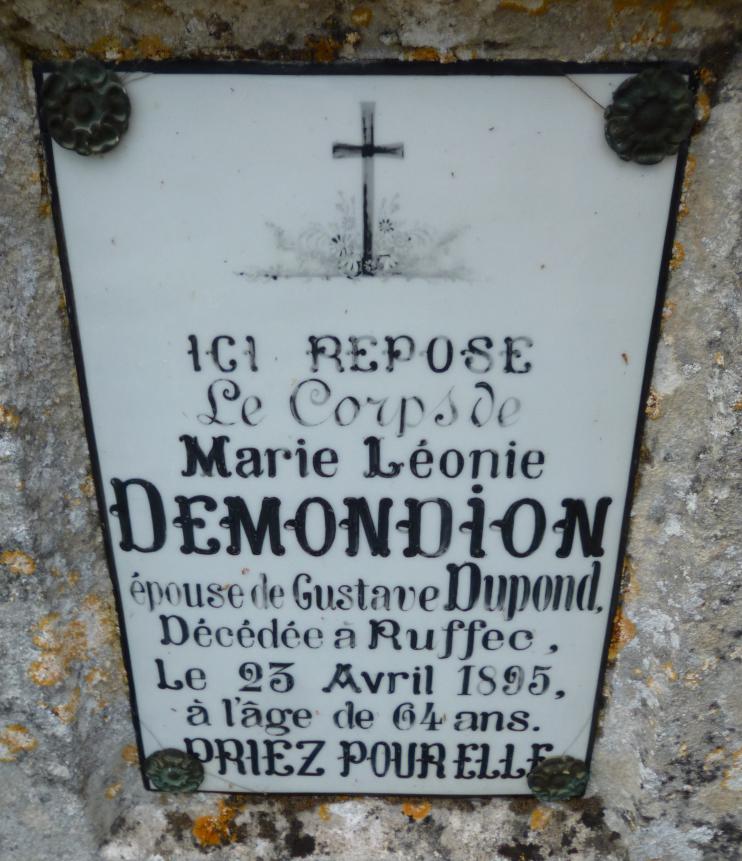 ICI REPOSE
Le Corps de
Marie Léonie
DEMONDION
épouse de Gustave Dupond,
Décédée a Ruffec,
Le 23 Avril 1895,
à l'âge de 64 ans.
PRIEZ POUR ELLE